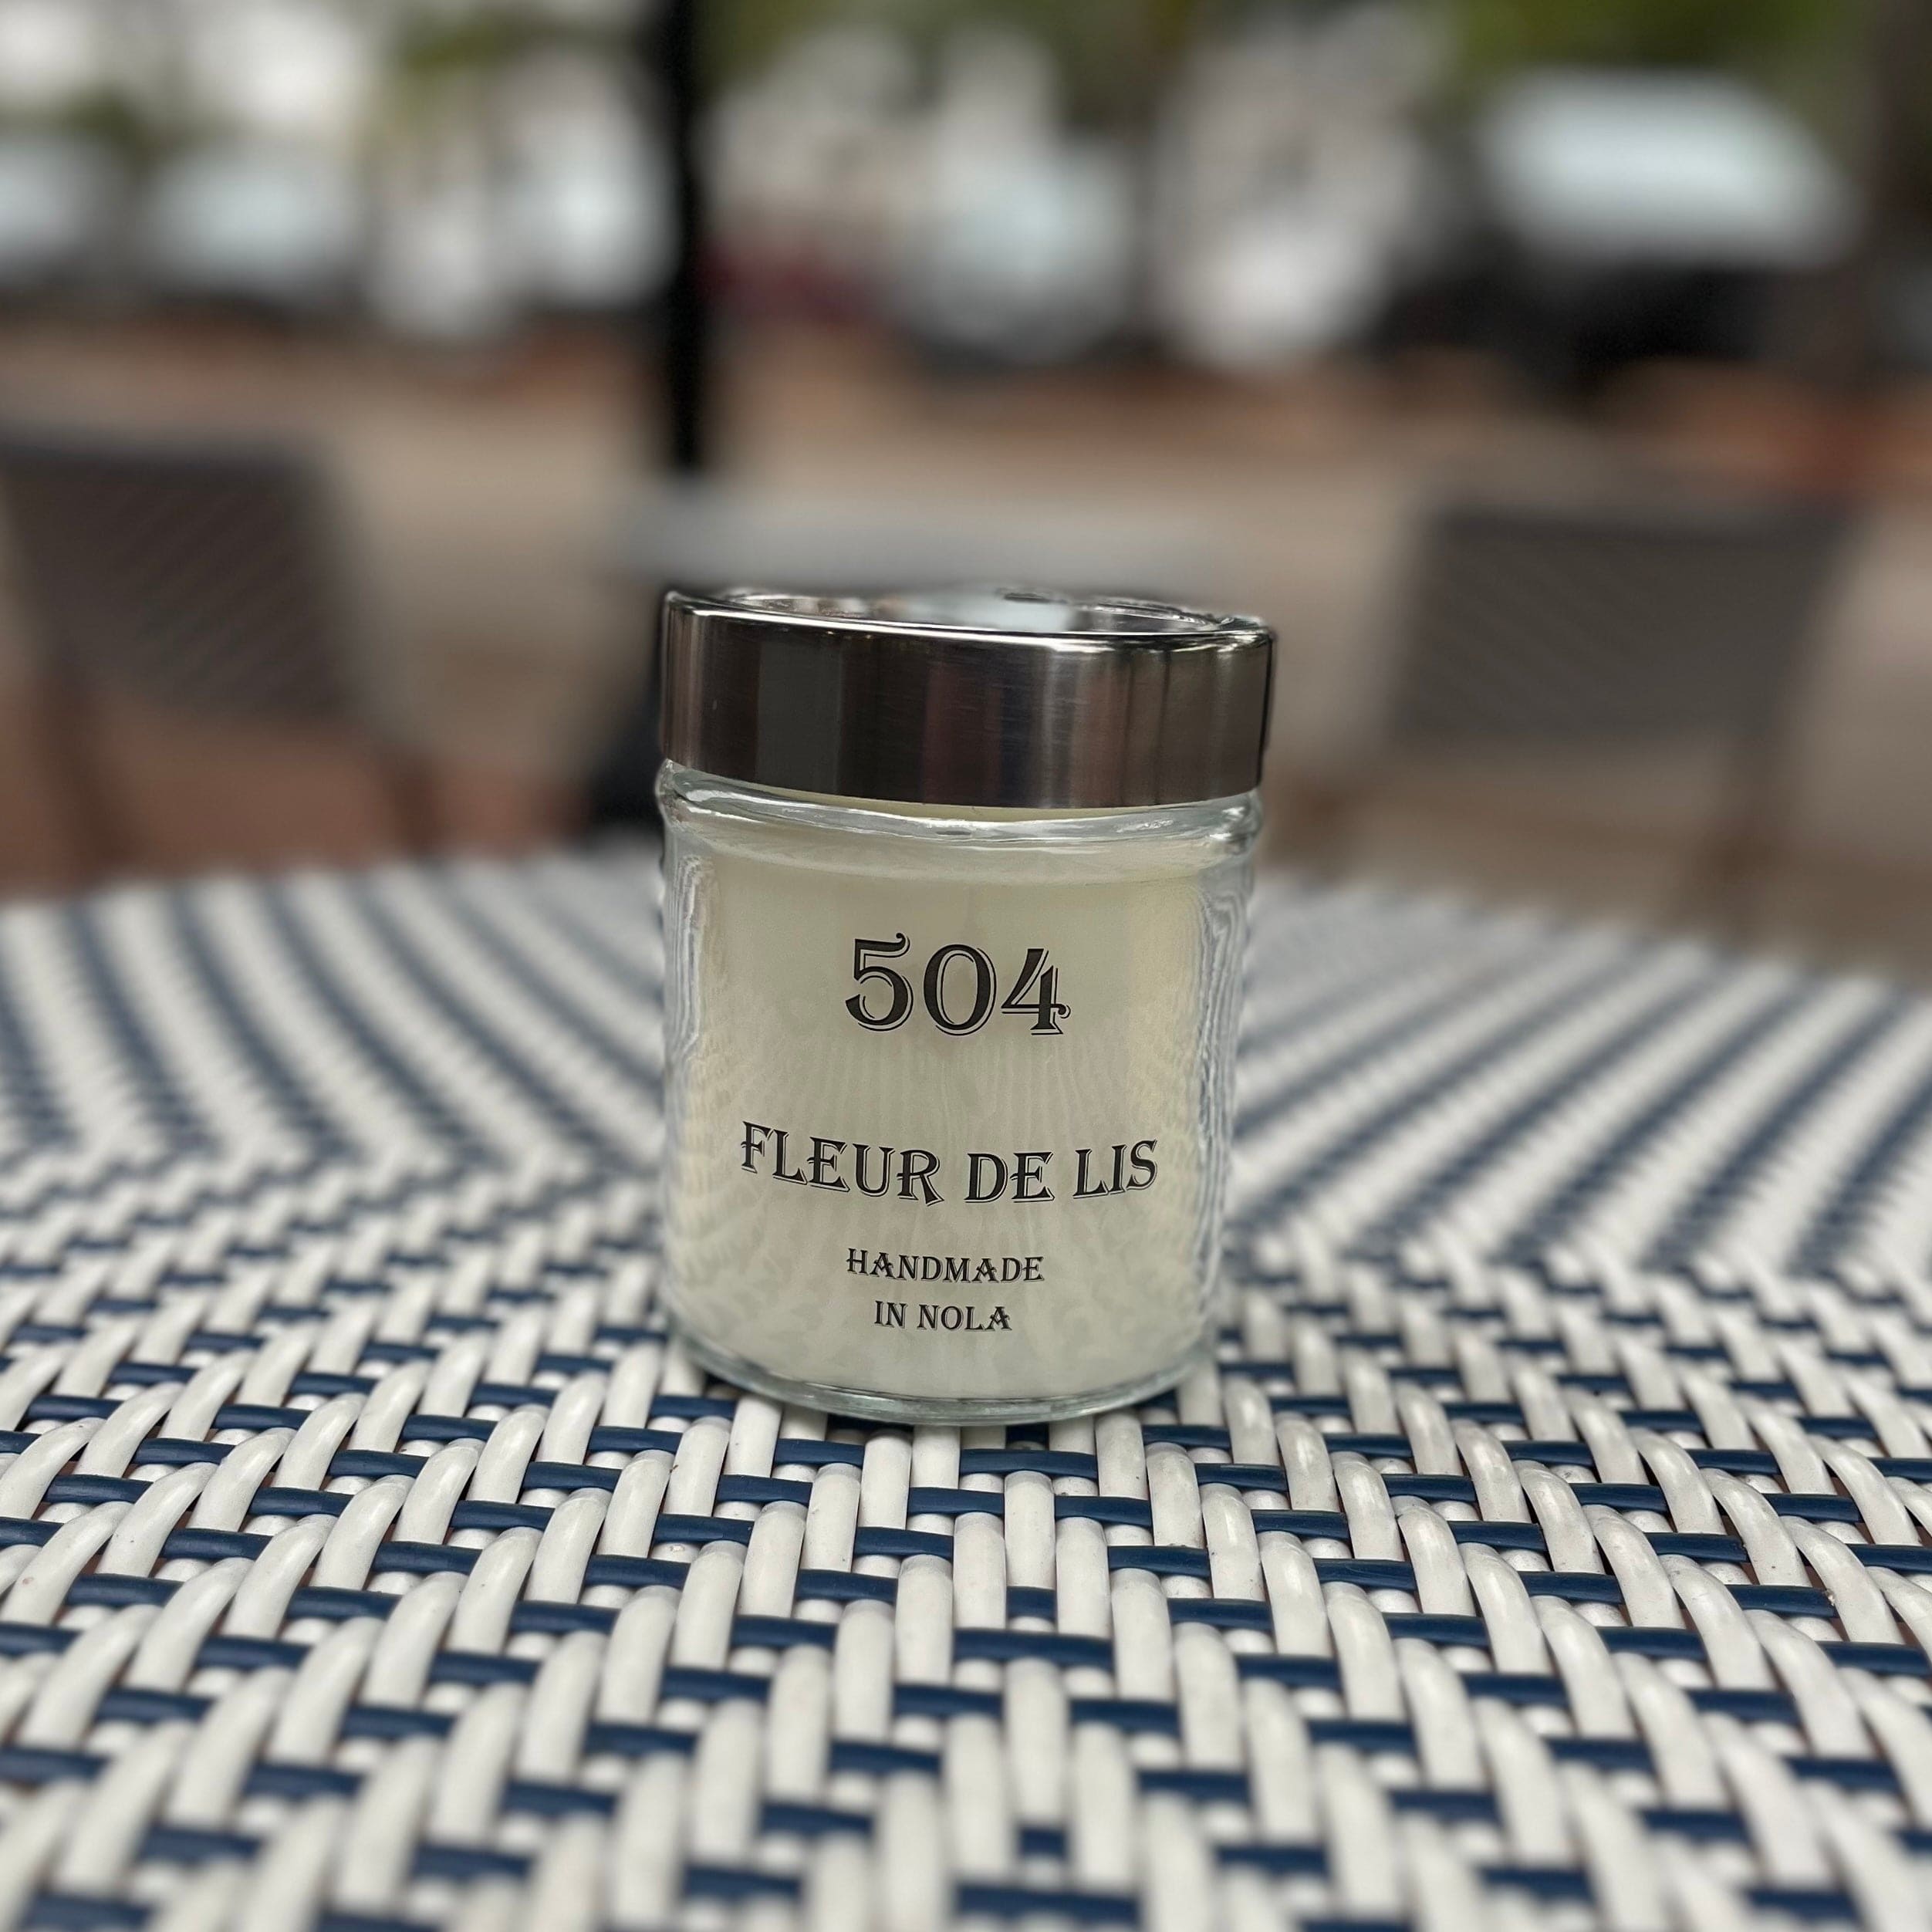 504
FLEUR DE LIS
HANDMADE
IN NOLA